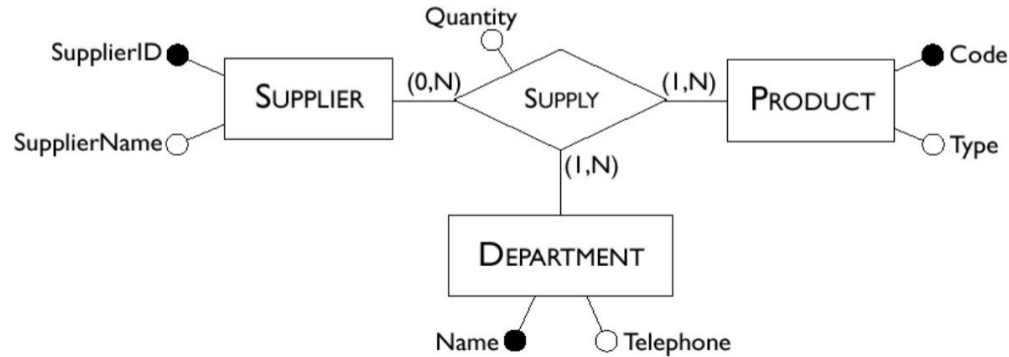 Quantity
SupplierID
Code
(0,N)
(1,N)
SUPPLIER
SUPPLY
PRODUCT
SupplierName
Type
(1,N)
DEPARTMENT
Name
Telephone